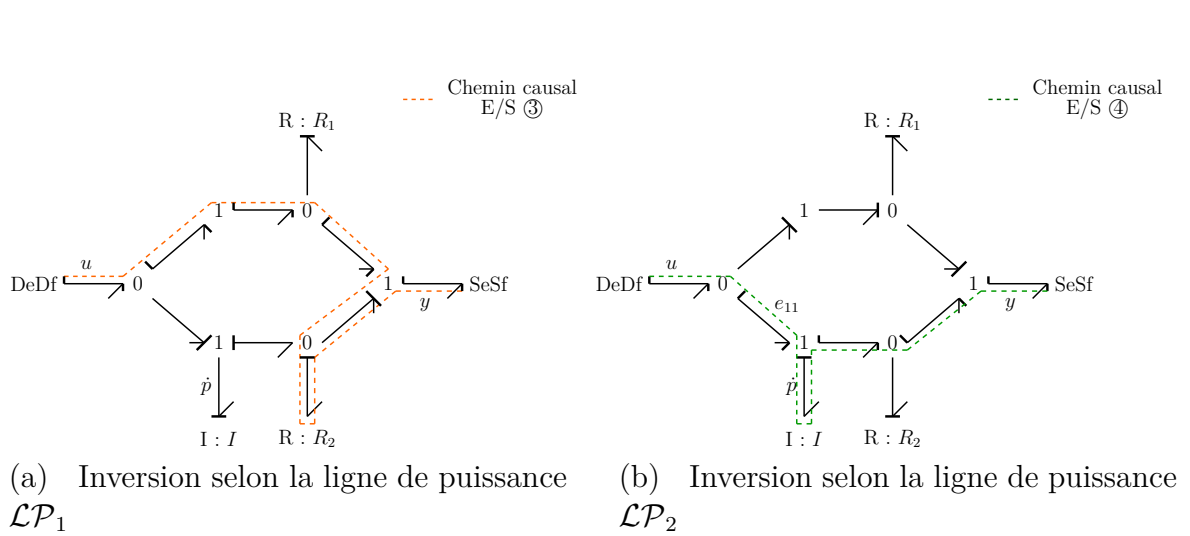 Chemin causal
E/S ③
R : R₁
1
0
u
DeDf
0
1
SeSf
y
1
0
ṗ
I : I
R : R₂
(a) Inversion selon la ligne de puissance
ℒ𝒫₁
Chemin causal
E/S ④
R : R₁
1
0
u
DeDf
0
e₁₁
1
SeSf
y
1
0
ṗ
I : I
R : R₂
(b) Inversion selon la ligne de puissance
ℒ𝒫₂